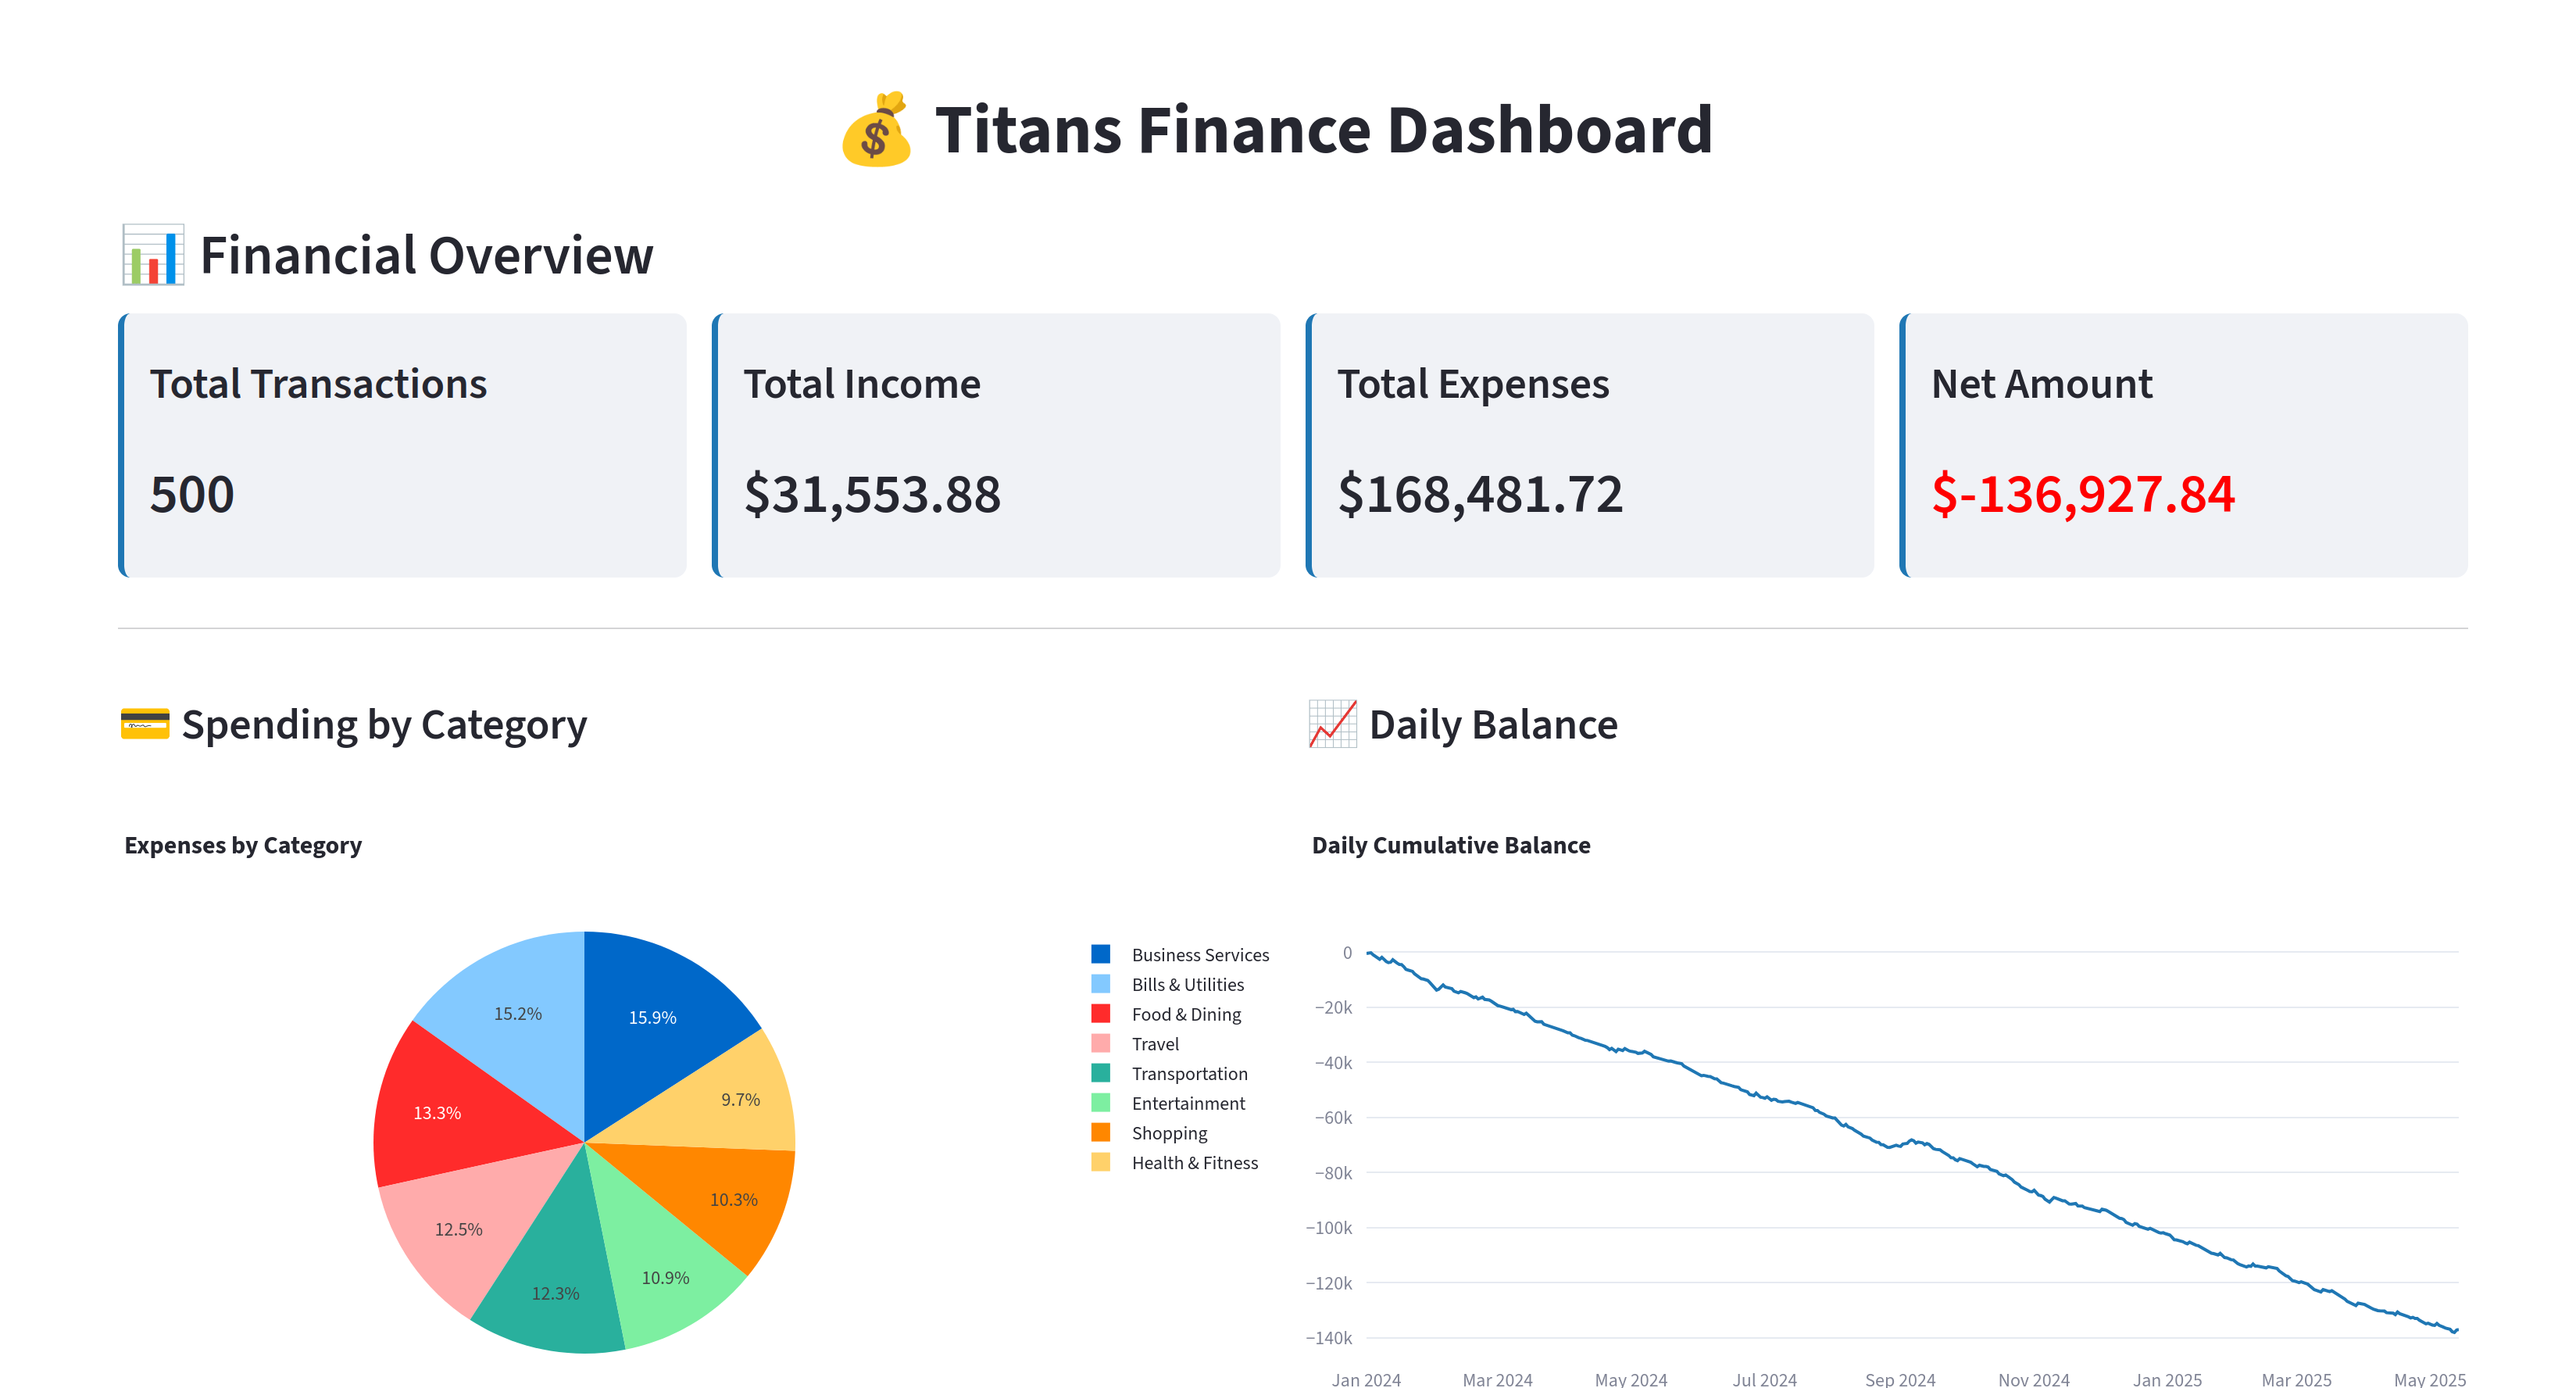 Titans Finance Dashboard
Financial Overview
Total Transactions
500
Total Income
$31,553.88
Total Expenses
$168,481.72
Net Amount
$-136,927.84
Spending by Category
Expenses by Category
15.9%
9.7%
10.3%
10.9%
12.3%
12.5%
13.3%
15.2%
Business Services
Bills & Utilities
Food & Dining
Travel
Transportation
Entertainment
Shopping
Health & Fitness
Daily Balance
Daily Cumulative Balance
0
−20k
−40k
−60k
−80k
−100k
−120k
−140k
Jan 2024 Mar 2024 May 2024 Jul 2024 Sep 2024 Nov 2024 Jan 2025 Mar 2025 May 2025